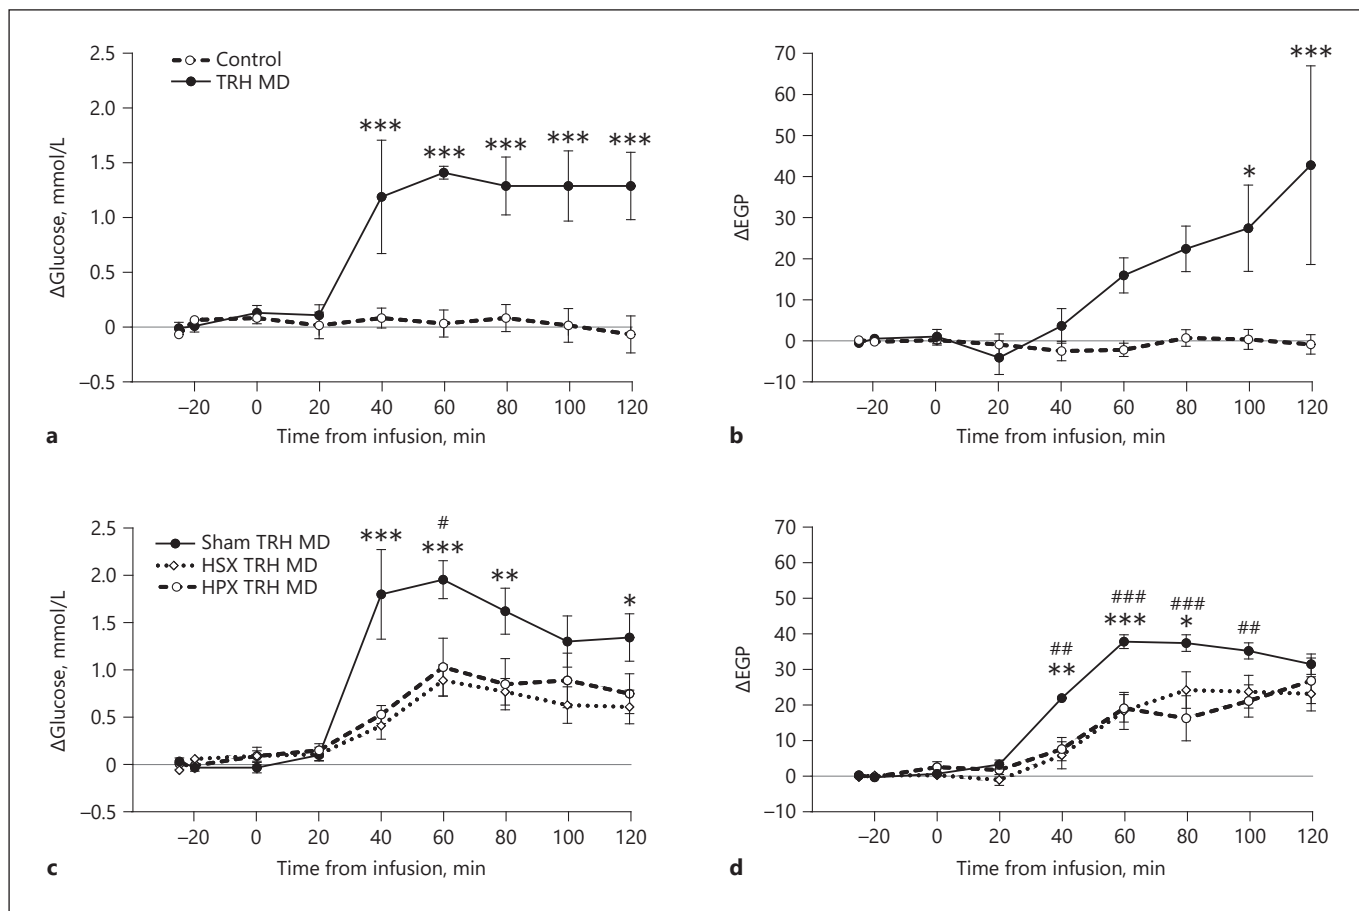 2.5
2.0
1.5
1.0
0.5
0
–0.5
ΔGlucose, mmol/L
Control
TRH MD
***
***
***
***
***
–20 0 20 40 60 80 100 120
Time from infusion, min
a
70
60
50
40
30
20
10
0
–10
ΔEGP
*
***
–20 0 20 40 60 80 100 120
Time from infusion, min
b
2.5
2.0
1.5
1.0
0.5
0
–0.5
ΔGlucose, mmol/L
Sham TRH MD
HSX TRH MD
HPX TRH MD
***
#
***
**
*
–20 0 20 40 60 80 100 120
Time from infusion, min
c
70
60
50
40
30
20
10
0
–10
ΔEGP
##
**
###
***
###
*
##
–20 0 20 40 60 80 100 120
Time from infusion, min
d